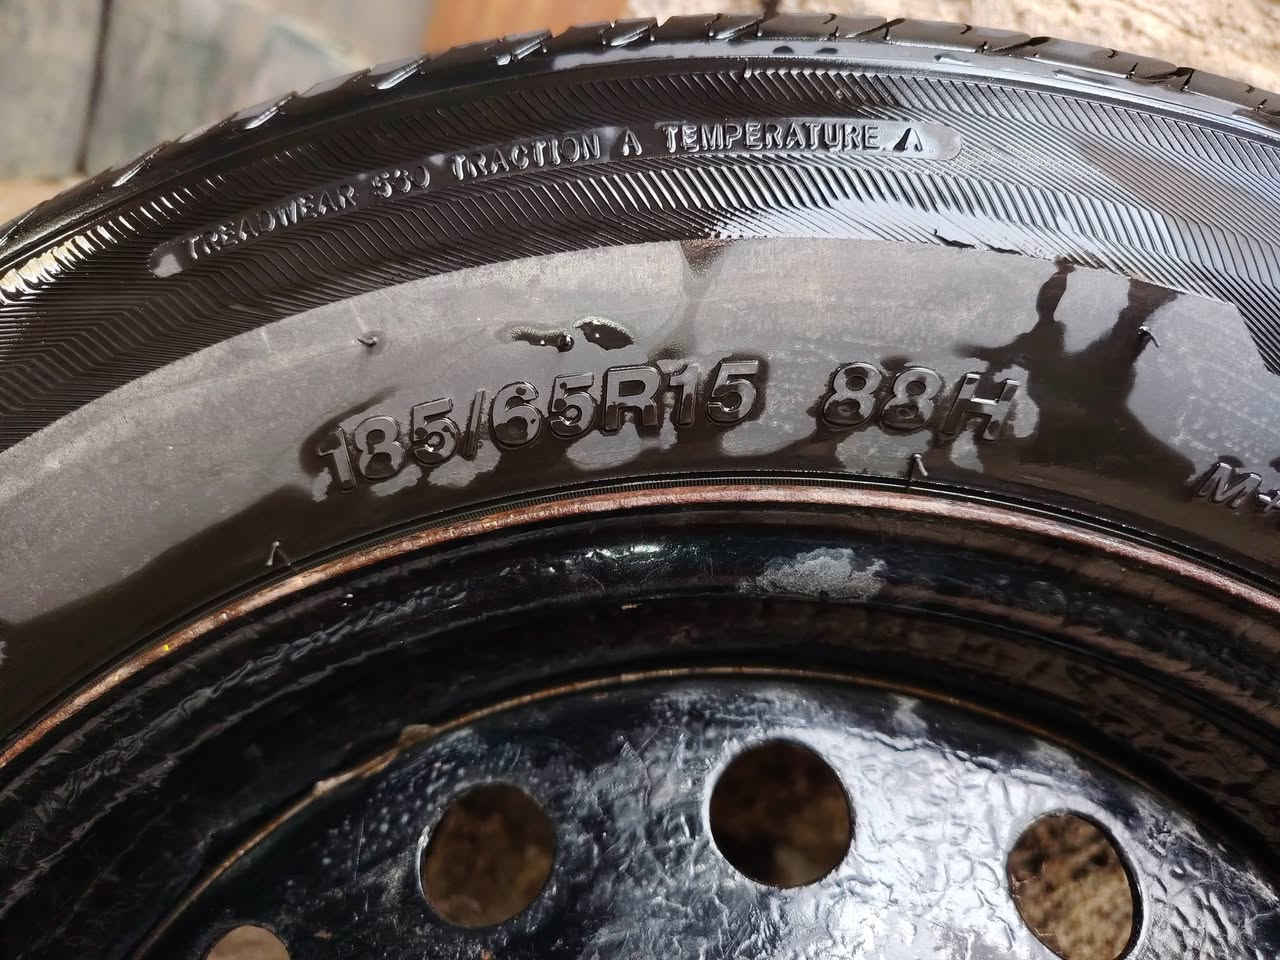 TREADWEAR 530 TRACTION A TEMPERATURE A
185/65R15 88H
M+